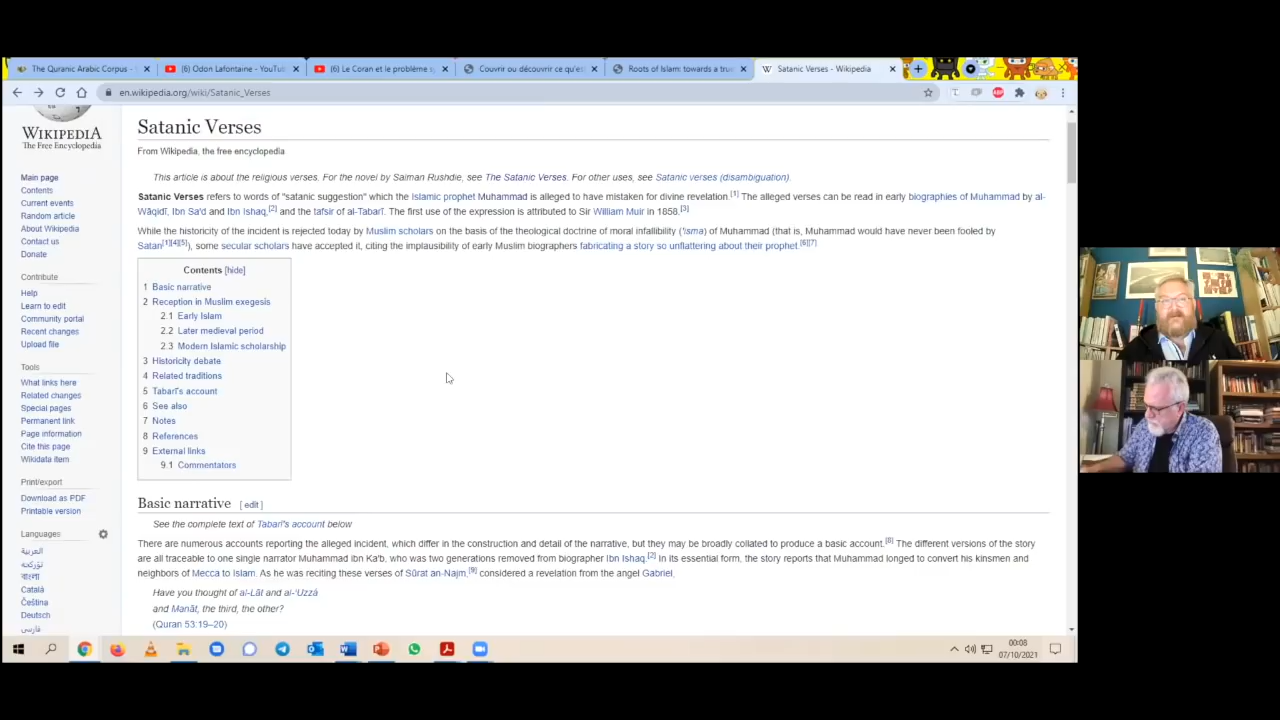 The Quranic Arabic Corpus -
(6) Odon Lafontaine - YouTu
(6) Le Coran et le problème s
Couvrir ou découvrir ce qu'es
Roots of Islam: towards a tru
Satanic Verses - Wikipedia
en.wikipedia.org/wiki/Satanic_Verses
WIKIPEDIA
The Free Encyclopedia
Main page
Contents
Current events
Random article
About Wikipedia
Contact us
Donate
Contribute
Help
Learn to edit
Community portal
Recent changes
Upload file
Tools
What links here
Related changes
Special pages
Permanent link
Page information
Cite this page
Wikidata item
Print/export
Download as PDF
Printable version
Languages
العربية
تۆرکجه
বাংলা
Català
Čeština
Deutsch
فارسی
Satanic Verses
From Wikipedia, the free encyclopedia
This article is about the religious verses. For the novel by Salman Rushdie, see The Satanic Verses. For other uses, see Satanic verses (disambiguation).
Satanic Verses refers to words of "satanic suggestion" which the Islamic prophet Muhammad is alleged to have mistaken for divine revelation.[1] The alleged verses can be read in early biographies of Muhammad by al-
Wāqidī, Ibn Sa'd and Ibn Ishaq,[2] and the tafsir of al-Tabarī. The first use of the expression is attributed to Sir William Muir in 1858.[3]
While the historicity of the incident is rejected today by Muslim scholars on the basis of the theological doctrine of moral infallibility ('isma) of Muhammad (that is, Muhammad would have never been fooled by
Satan[1][4][5]), some secular scholars have accepted it, citing the implausibility of early Muslim biographers fabricating a story so unflattering about their prophet.[6][7]
Contents [hide]
1 Basic narrative
2 Reception in Muslim exegesis
2.1 Early Islam
2.2 Later medieval period
2.3 Modern Islamic scholarship
3 Historicity debate
4 Related traditions
5 Tabarī's account
6 See also
7 Notes
8 References
9 External links
9.1 Commentators
Basic narrative [ edit ]
See the complete text of Tabarī's account below
There are numerous accounts reporting the alleged incident, which differ in the construction and detail of the narrative, but they may be broadly collated to produce a basic account.[8] The different versions of the story
are all traceable to one single narrator Muhammad ibn Ka'b, who was two generations removed from biographer Ibn Ishaq.[2] In its essential form, the story reports that Muhammad longed to convert his kinsmen and
neighbors of Mecca to Islam. As he was reciting these verses of Sūrat an-Najm,[9] considered a revelation from the angel Gabriel,
Have you thought of al-Lāt and al-'Uzzá
and Manāt, the third, the other?
(Quran 53:19–20)
00:08
07/10/2021